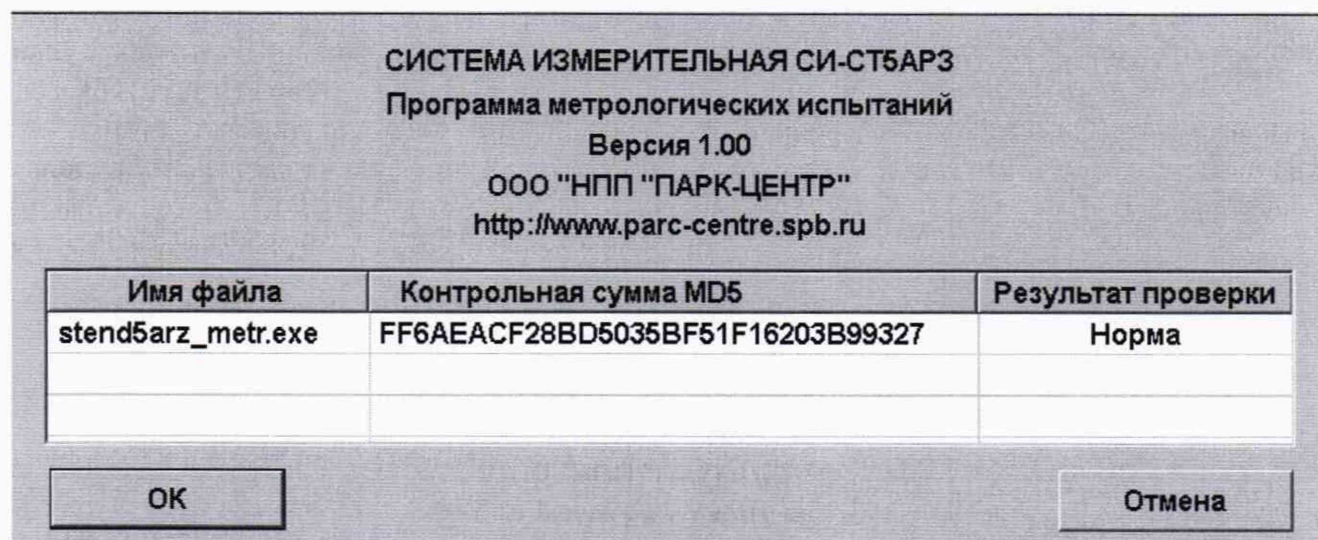 СИСТЕМА ИЗМЕРИТЕЛЬНАЯ СИ-СТ5АРЗ
Программа метрологических испытаний
Версия 1.00
ООО "НПП "ПАРК-ЦЕНТР"
http://www.parc-centre.spb.ru
Имя файла Контрольная сумма MD5 Результат проверки
stend5arz_metr.exe FF6AEACF28BD5035BF51F16203B99327 Норма
ОК Отмена